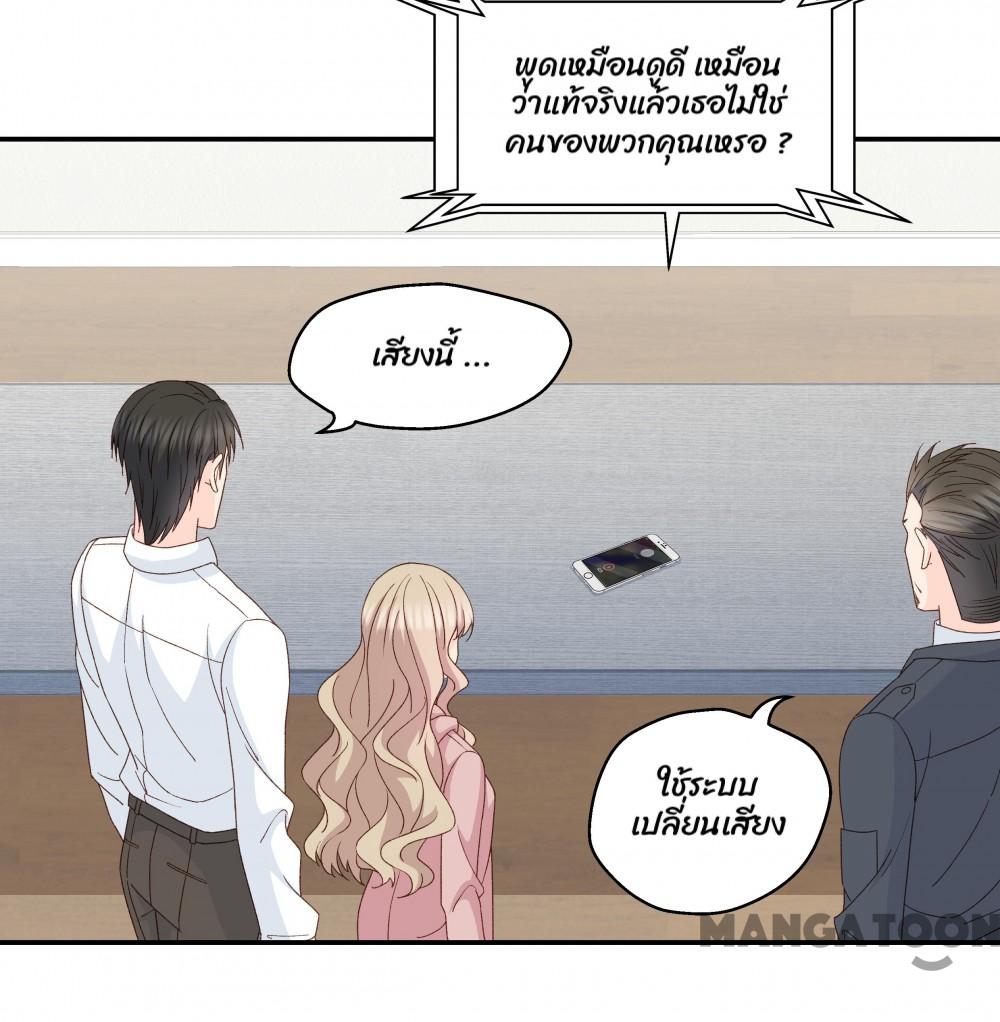 พูดเหมือนดูดี เหมือน
ว่าแท้จริงแล้วเธอไม่ใช่
คนของพวกคุณเหรอ ?
เสียงนี้ ...
ใช้ระบบ
เปลี่ยนเสียง
MANGATOON